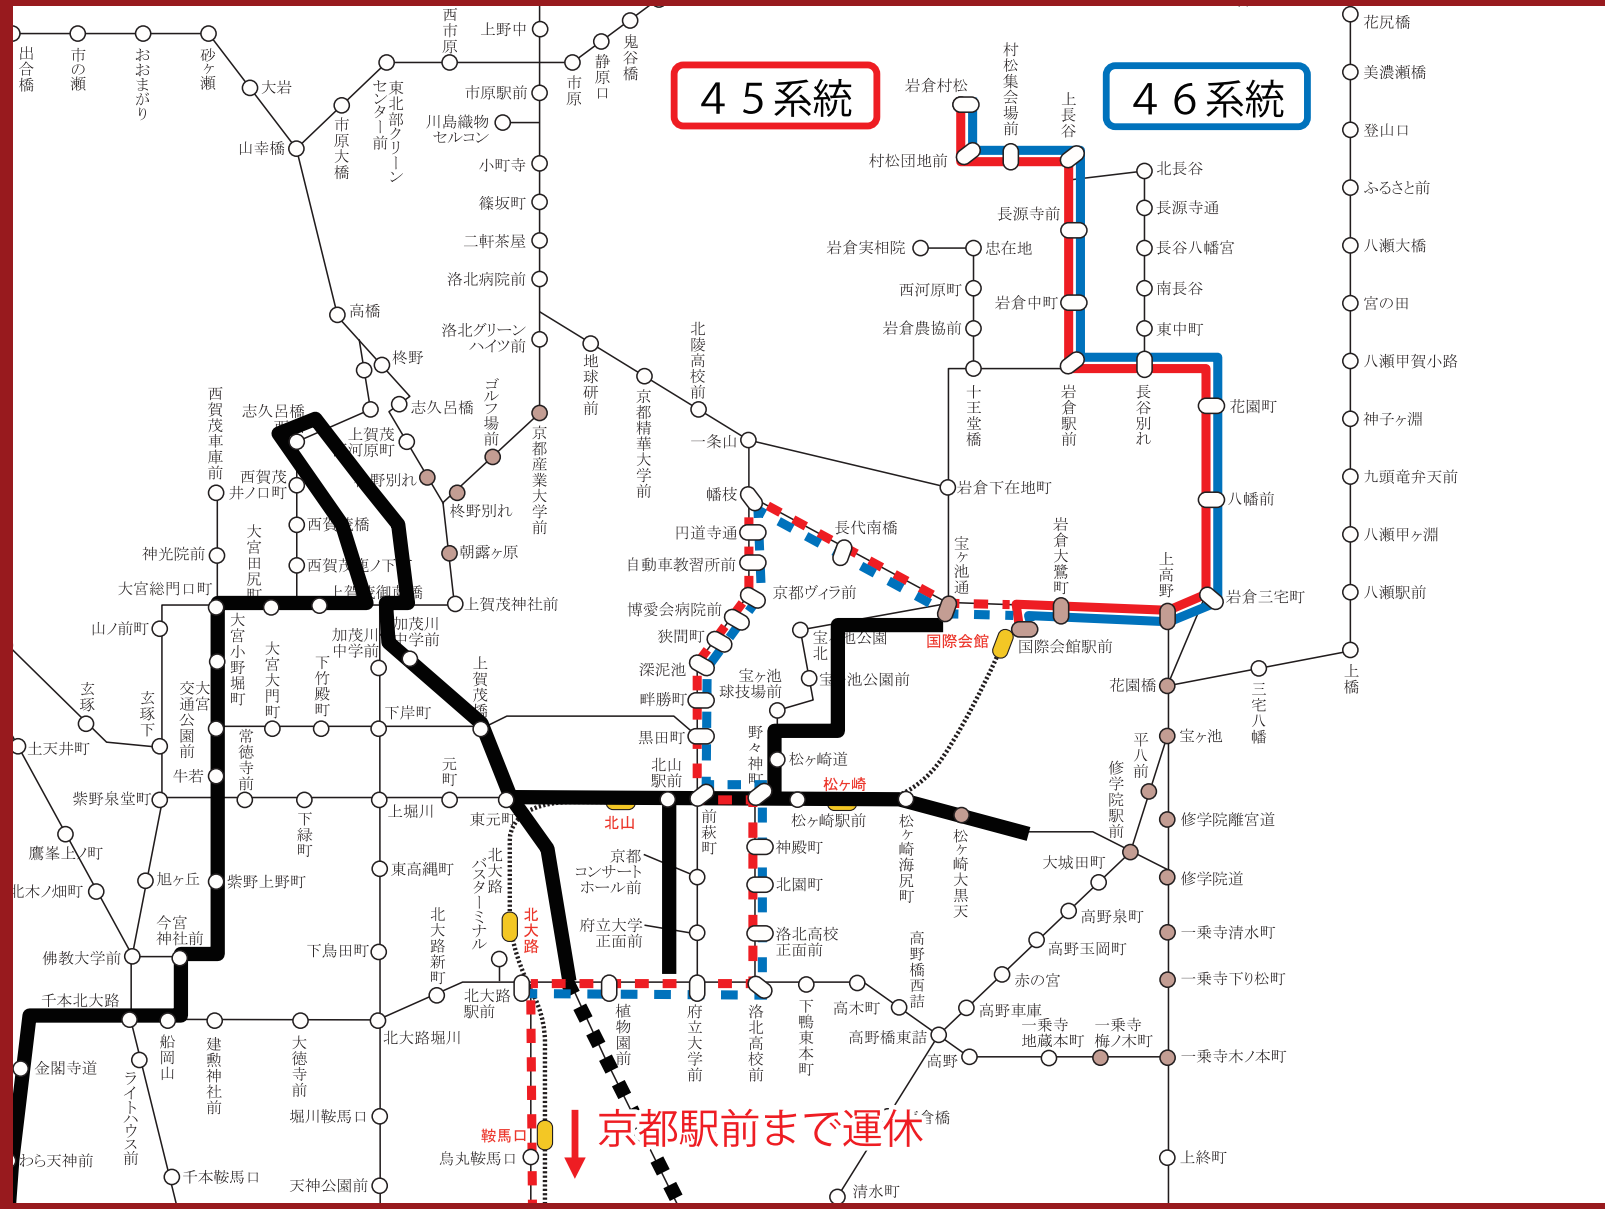 西市原
上野中
鬼谷橋
静原口
市原
出合橋
市の瀬
おおまがり
砂ヶ瀬
大岩
東北部クリーンセンター前
市原大橋
山幸橋
市原駅前
川島織物
セルコン
小町寺
篠坂町
二軒茶屋
洛北病院前
洛北グリーン
ハイツ前
45系統
46系統
岩倉村松
村松集会場前
上長谷
村松団地前
北長谷
長源寺前
長源寺通
岩倉実相院
忠在地
長谷八幡宮
西河原町
岩倉中町
南長谷
岩倉農協前
東中町
十王堂橋
岩倉駅前
長谷別れ
花園町
八幡前
花尻橋
美濃瀬橋
登山口
ふるさと前
八瀬大橋
宮の田
八瀬甲賀小路
神子ヶ淵
九頭竜弁天前
八瀬甲ヶ淵
八瀬駅前
上橋
三宅八幡
高橋
柊野
志久呂橋
志久呂橋
上賀茂
河原町
野別れ
柊野別れ
ゴルフ場前
京都産業大学前
朝露ヶ原
上賀茂神社前
地球研前
京都精華大学前
北陵高校前
一条山
岩倉下在地町
幡枝
円道寺通
自動車教習所前
長代南橋
京都ヴィラ前
博愛会病院前
狭間町
深泥池
畔勝町
黒田町
宝ヶ池通
岩倉大鷺町
上高野
岩倉三宅町
国際会館
国際会館駅前
花園橋
宝ヶ池
球技場前
野々神町
松ヶ崎道
松ヶ崎
松ヶ崎駅前
松ヶ崎海尻町
松ヶ崎大黒天
宝ヶ池
平八前
修学院駅前
修学院離宮道
大城田町
修学院道
高野泉町
高野玉岡町
赤の宮
高野車庫
一乗寺清水町
一乗寺下り松町
一乗寺
地蔵本町
一乗寺
梅ノ木町
一乗寺木ノ本町
上終町
高野橋西詰
高野橋東詰
高野
高木町
下鴨東本町
洛北高校前
府立大学前
植物園前
北大路
駅前
西賀茂車庫前
西賀茂
井ノ口町
西賀茂橋
神光院前
大宮田尻町
大宮総門口町
山ノ前町
玄琢
玄琢下
土天井町
大宮
交通公園前
大宮小野堀町
大宮大門町
下竹殿町
加茂川
中学前
加茂川
中学前
上賀茂橋
下岸町
常徳寺前
牛若
紫野泉堂町
下緑町
上堀川
元町
東元町
北山
北山
駅前
前萩町
神殿町
北園町
洛北高校
正面前
京都
コンサート
ホール前
府立大学
正面前
鷹峯上ノ町
旭ヶ丘
北木ノ畑町
紫野上野町
今宮
神社前
佛教大学前
千本北大路
東高縄町
下鳥田町
北大路
バスターミナル
北大路
北大路新町
北大路堀川
金閣寺道
船岡山
建勲神社前
大徳寺前
ライトハウス前
千本鞍馬口
わら天神前
堀川鞍馬口
天神公園前
鞍馬口
烏丸鞍馬口
京都駅前まで運休
清水町